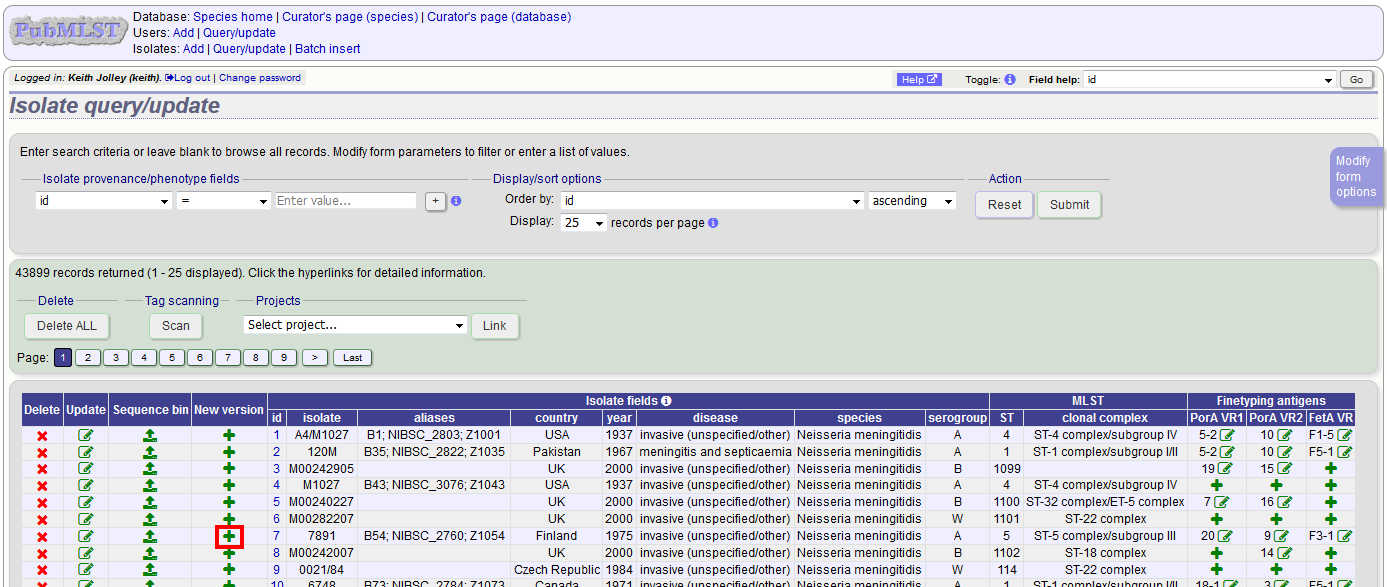 PubMLST
Database: Species home | Curator's page (species) | Curator's page (database)
Users: Add | Query/update
Isolates: Add | Query/update | Batch insert
Logged in: Keith Jolley (keith). Log out | Change password
Help Toggle: Field help: id Go
Isolate query/update
Enter search criteria or leave blank to browse all records. Modify form parameters to filter or enter a list of values.
Modify form options
Isolate provenance/phenotype fields Display/sort options Action
id = Enter value... + Order by: id ascending Reset Submit
Display: 25 records per page
43899 records returned (1 - 25 displayed). Click the hyperlinks for detailed information.
Delete Tag scanning Projects
Delete ALL Scan Select project... Link
Page: 1 2 3 4 5 6 7 8 9 > Last
Delete Update Sequence bin New version Isolate fields MLST Finetyping antigens
id isolate aliases country year disease species serogroup ST clonal complex PorA VR1 PorA VR2 FetA VR
1 A4/M1027 B1; NIBSC_2803; Z1001 USA 1937 invasive (unspecified/other) Neisseria meningitidis A 4 ST-4 complex/subgroup IV 5-2 10 F1-5
2 120M B35; NIBSC_2822; Z1035 Pakistan 1967 meningitis and septicaemia Neisseria meningitidis A 1 ST-1 complex/subgroup I/II 5-2 10 F5-1
3 M00242905 UK 2000 invasive (unspecified/other) Neisseria meningitidis B 1099 19 15
4 M1027 B43; NIBSC_3076; Z1043 USA 1937 invasive (unspecified/other) Neisseria meningitidis A 4 ST-4 complex/subgroup IV
5 M00240227 UK 2000 invasive (unspecified/other) Neisseria meningitidis B 1100 ST-32 complex/ET-5 complex 7 16
6 M00282207 UK 2000 invasive (unspecified/other) Neisseria meningitidis W 1101 ST-22 complex
7 7891 B54; NIBSC_2760; Z1054 Finland 1975 invasive (unspecified/other) Neisseria meningitidis A 5 ST-5 complex/subgroup III 20 9 F3-1
8 M00242007 UK 2000 invasive (unspecified/other) Neisseria meningitidis B 1102 ST-18 complex 14
9 0021/84 Czech Republic 1984 invasive (unspecified/other) Neisseria meningitidis W 114 ST-22 complex
10 6748 B73; NIBSC_2784; Z1073 Canada 1971 invasive (unspecified/other) Neisseria meningitidis A 1 ST-1 complex/subgroup I/II 18-1 3 F5-1